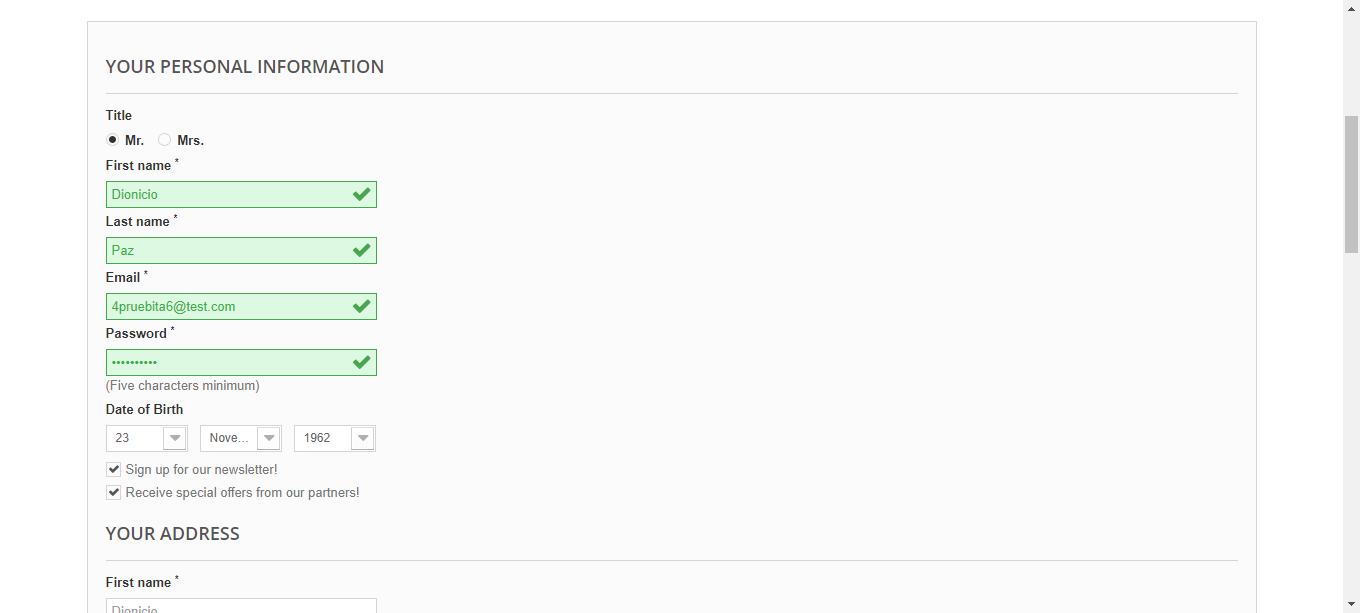 YOUR PERSONAL INFORMATION
Title
Mr. Mrs.
First name *
Dionicio
Last name *
Paz
Email *
4pruebita6@test.com
Password *
••••••••••
(Five characters minimum)
Date of Birth
23 Nove... 1962
Sign up for our newsletter!
Receive special offers from our partners!
YOUR ADDRESS
First name *
Dionicio